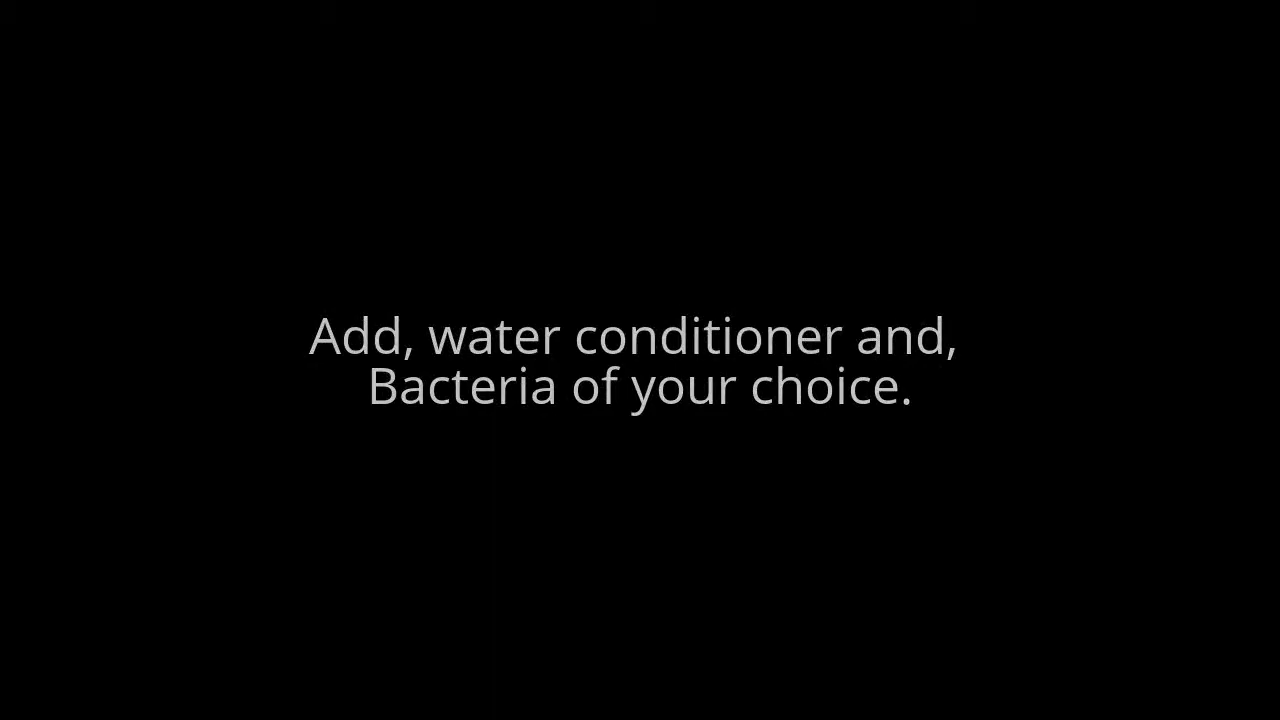 Add, water conditioner and,
Bacteria of your choice.